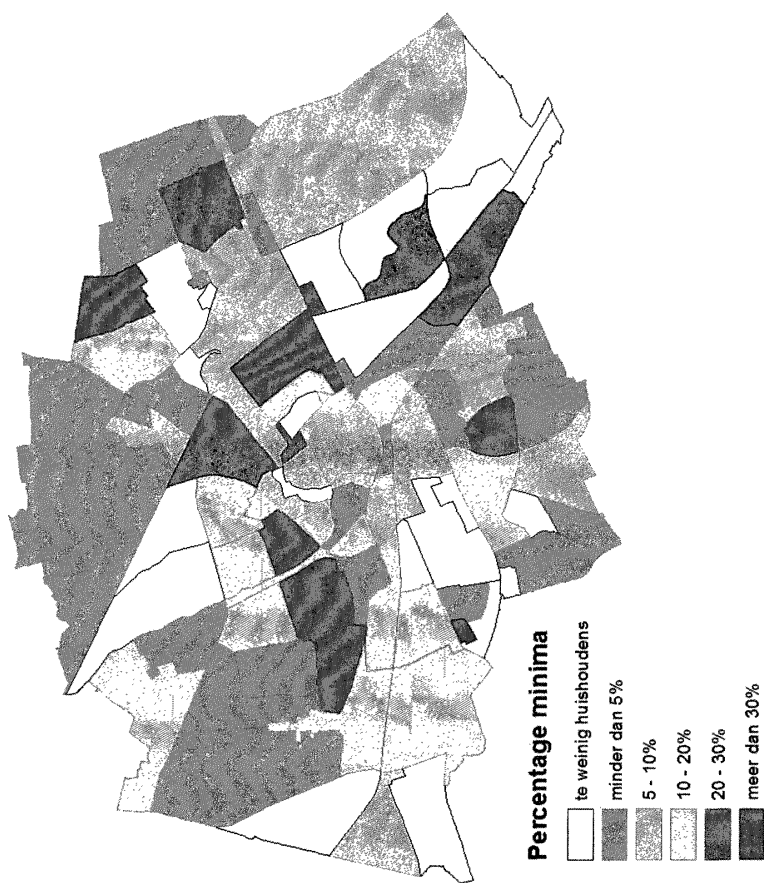 Percentage minima
te weinig huishoudens
minder dan 5%
5 - 10%
10 - 20%
20 - 30%
meer dan 30%